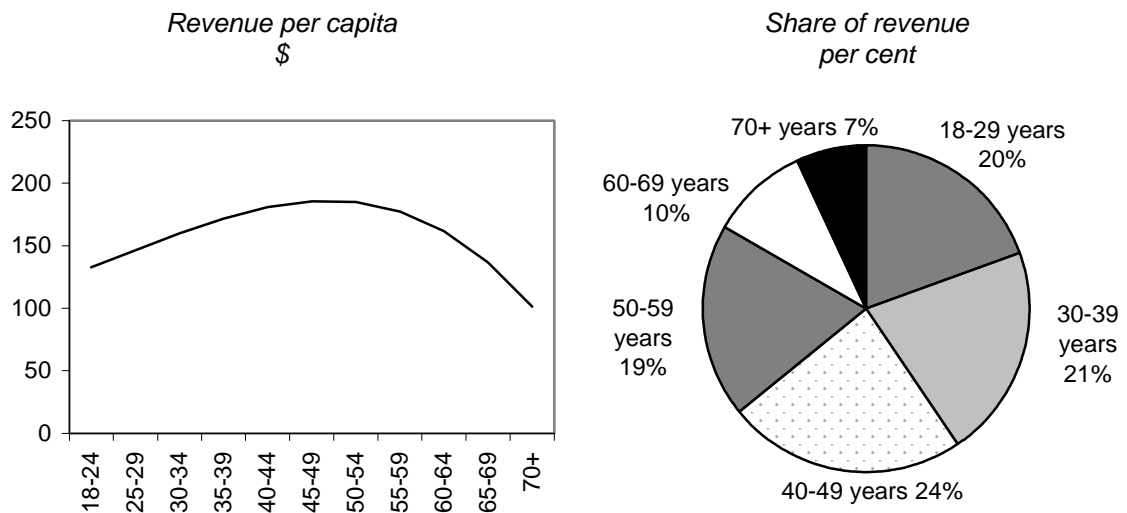 Revenue per capita
$
250
200
150
100
50
0
18-24
25-29
30-34
35-39
40-44
45-49
50-54
55-59
60-64
65-69
70+
Share of revenue
per cent
70+ years 7%
18-29 years
20%
60-69 years
10%
50-59
years
19%
30-39
years
21%
40-49 years 24%